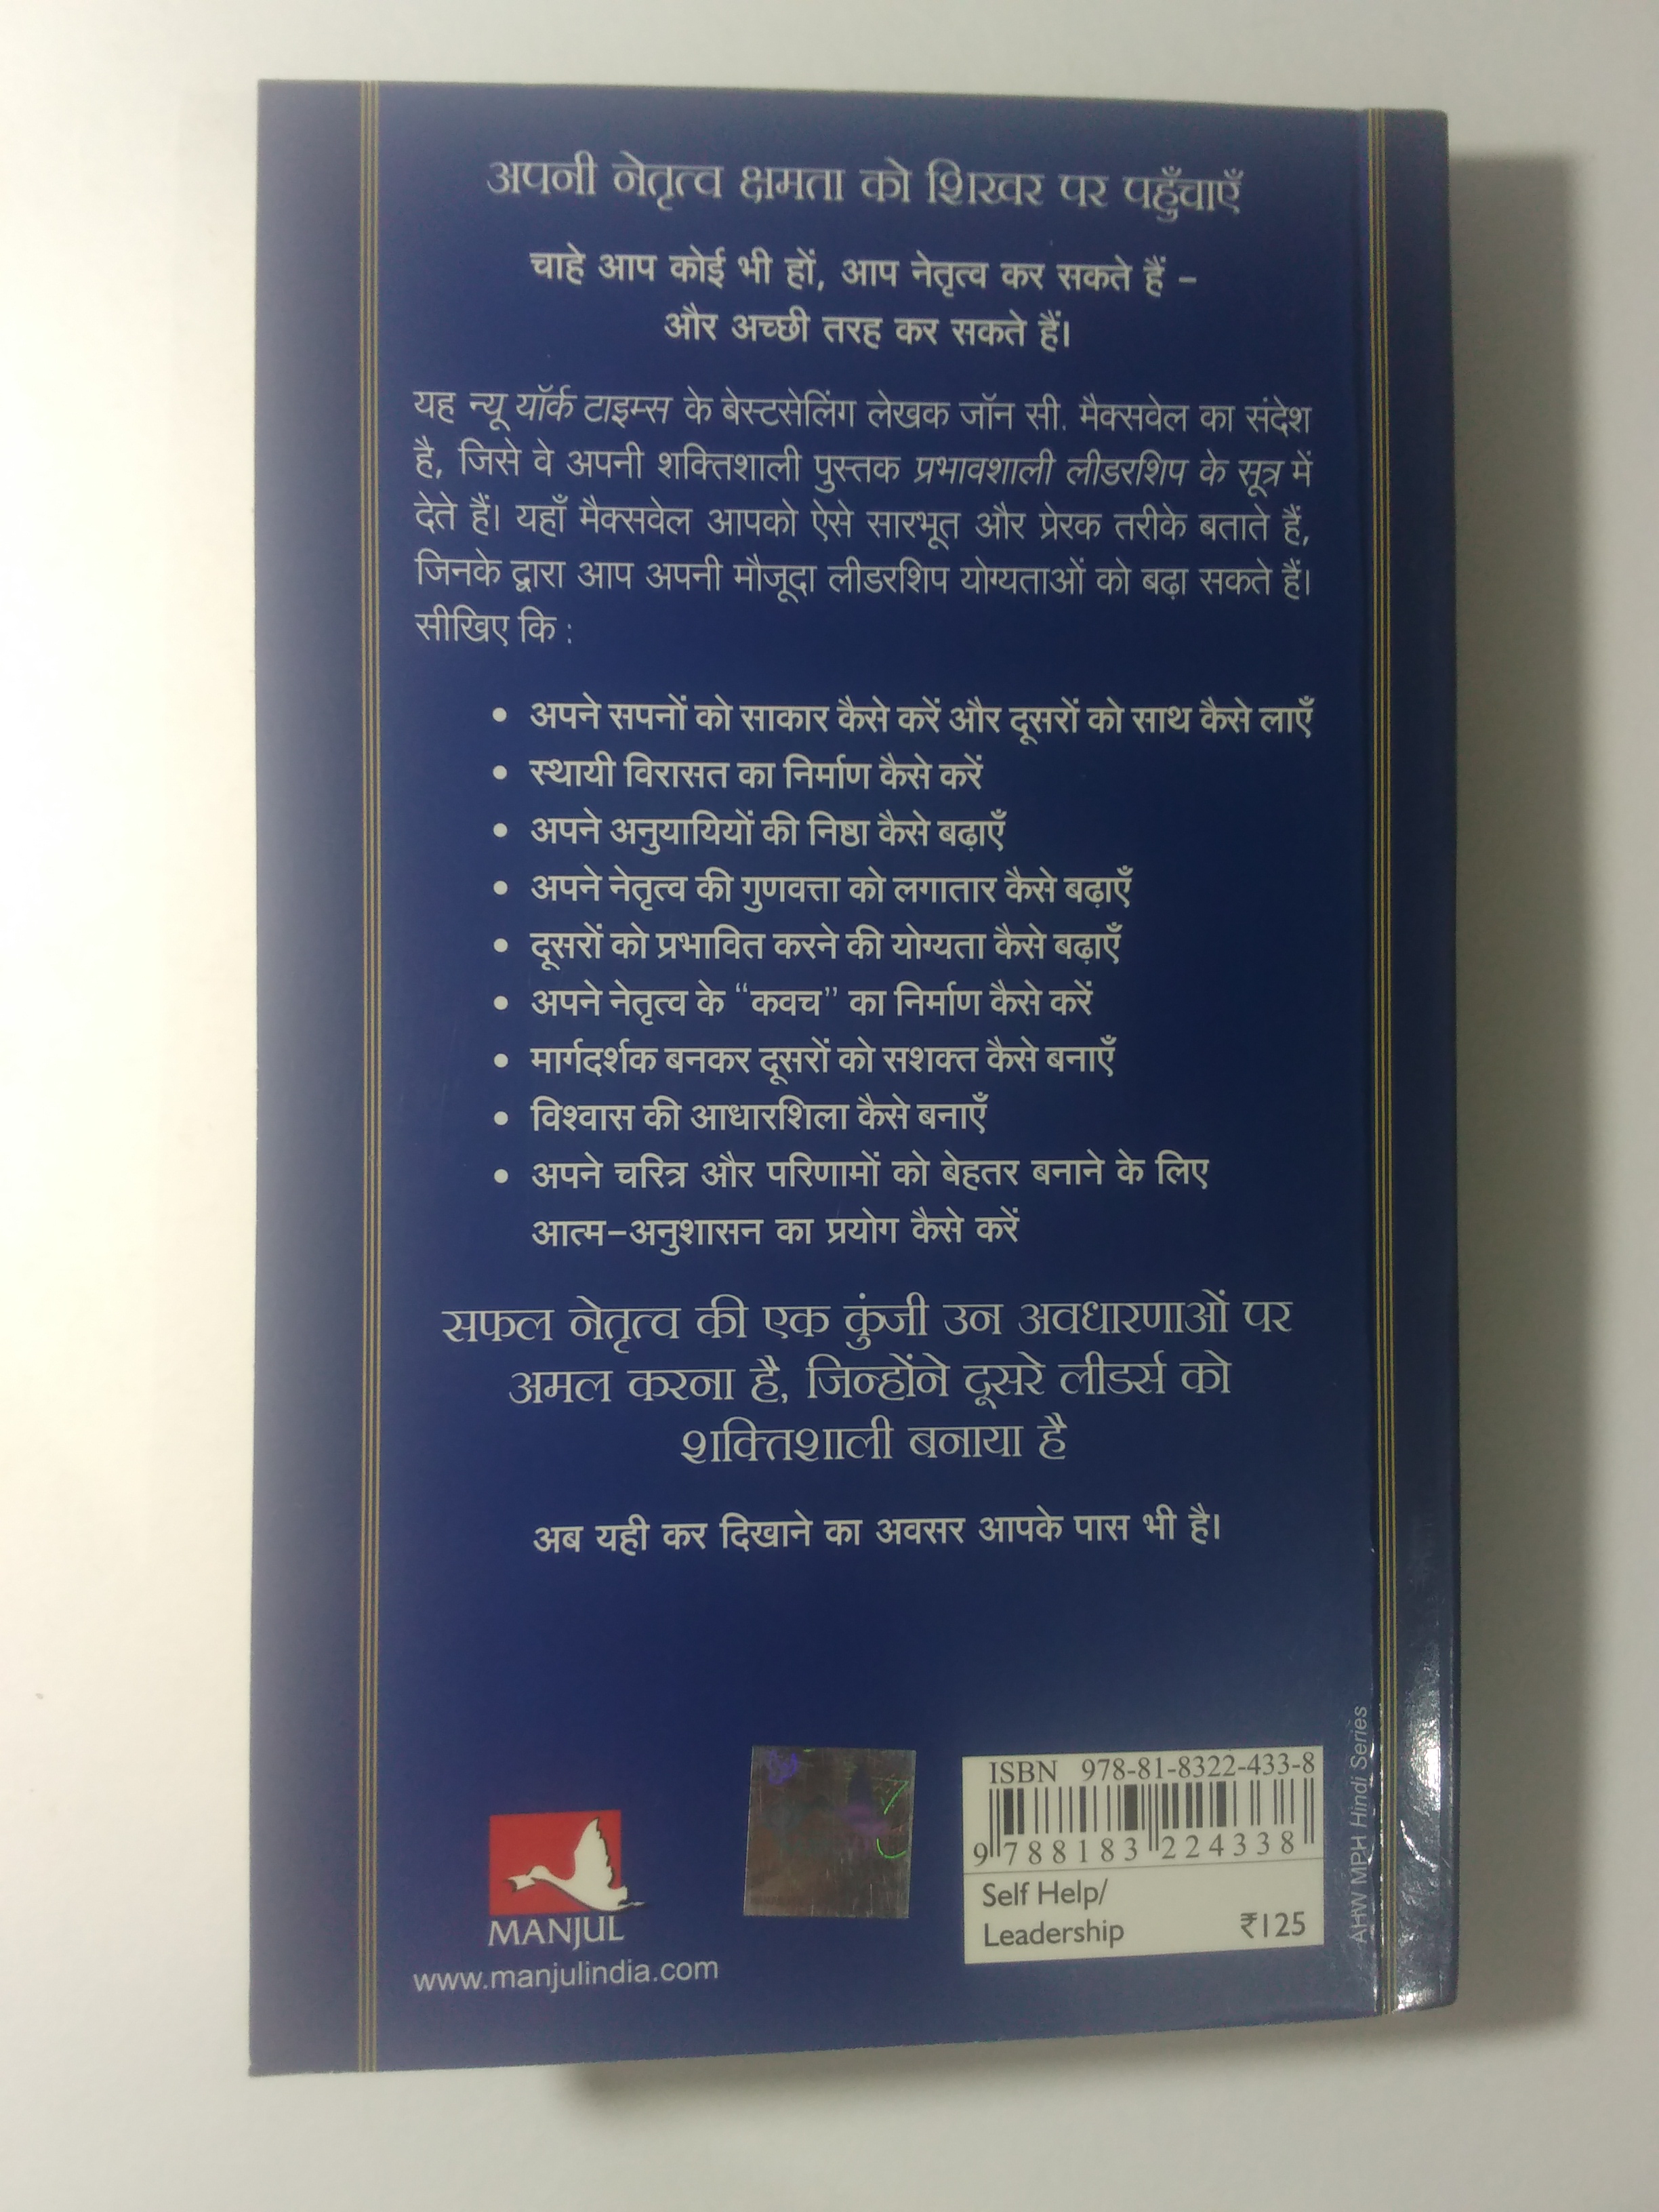 अपनी नेतृत्व क्षमता को शिखर पर पहुँचाएँ
चाहे आप कोई भी हों, आप नेतृत्व कर सकते हैं –
और अच्छी तरह कर सकते हैं।
यह न्यू यॉर्क टाइम्स के बेस्टसेलिंग लेखक जॉन सी. मैक्सवेल का संदेश
है, जिसे वे अपनी शक्तिशाली पुस्तक प्रभावशाली लीडरशिप के सूत्र में
देते हैं। यहाँ मैक्सवेल आपको ऐसे सारभूत और प्रेरक तरीके बताते हैं,
जिनके द्वारा आप अपनी मौजूदा लीडरशिप योग्यताओं को बढ़ा सकते हैं।
सीखिए कि :
• अपने सपनों को साकार कैसे करें और दूसरों को साथ कैसे लाएँ
• स्थायी विरासत का निर्माण कैसे करें
• अपने अनुयायियों की निष्ठा कैसे बढ़ाएँ
• अपने नेतृत्व की गुणवत्ता को लगातार कैसे बढ़ाएँ
• दूसरों को प्रभावित करने की योग्यता कैसे बढ़ाएँ
• अपने नेतृत्व के “कवच” का निर्माण कैसे करें
• मार्गदर्शक बनकर दूसरों को सशक्त कैसे बनाएँ
• विश्वास की आधारशिला कैसे बनाएँ
• अपने चरित्र और परिणामों को बेहतर बनाने के लिए
आत्म–अनुशासन का प्रयोग कैसे करें
सफल नेतृत्व की एक कुंजी उन अवधारणाओं पर
अमल करना है, जिन्होंने दूसरे लीडर्स को
शक्तिशाली बनाया है
अब यही कर दिखाने का अवसर आपके पास भी है।
MANJUL
www.manjulindia.com
ISBN 978-81-8322-433-8
9 788183 224338
Self Help/
Leadership ₹125
AHW MPH Hindi Series